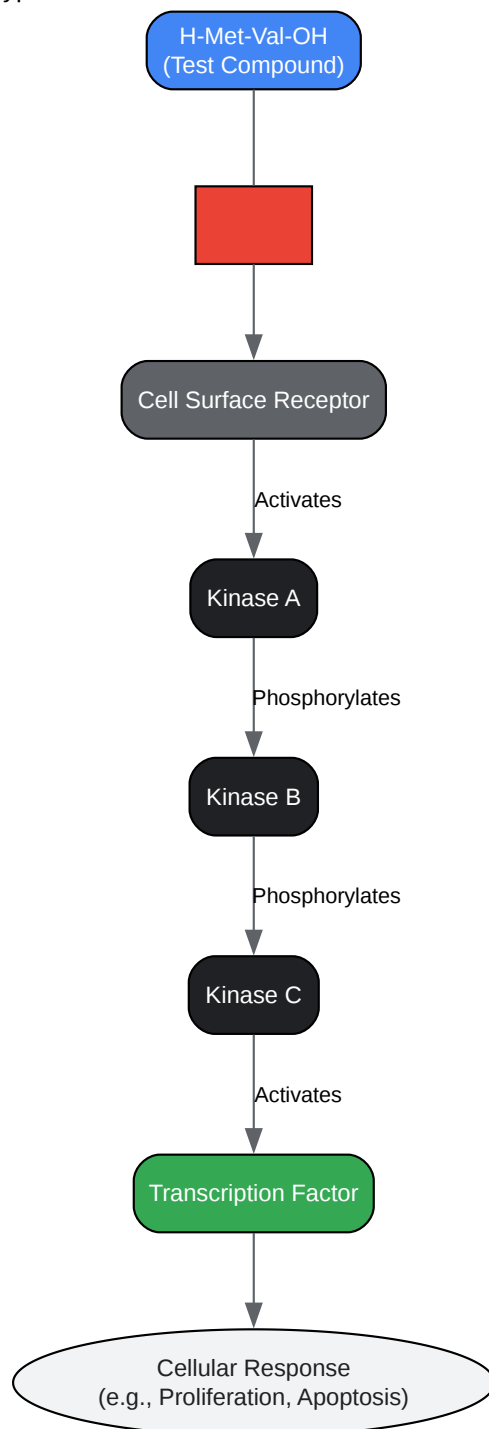 H-Met-Val-OH
(Test Compound)
Cell Surface Receptor
Activates
Kinase A
Phosphorylates
Kinase B
Phosphorylates
Kinase C
Activates
Transcription Factor
Cellular Response
(e.g., Proliferation, Apoptosis)